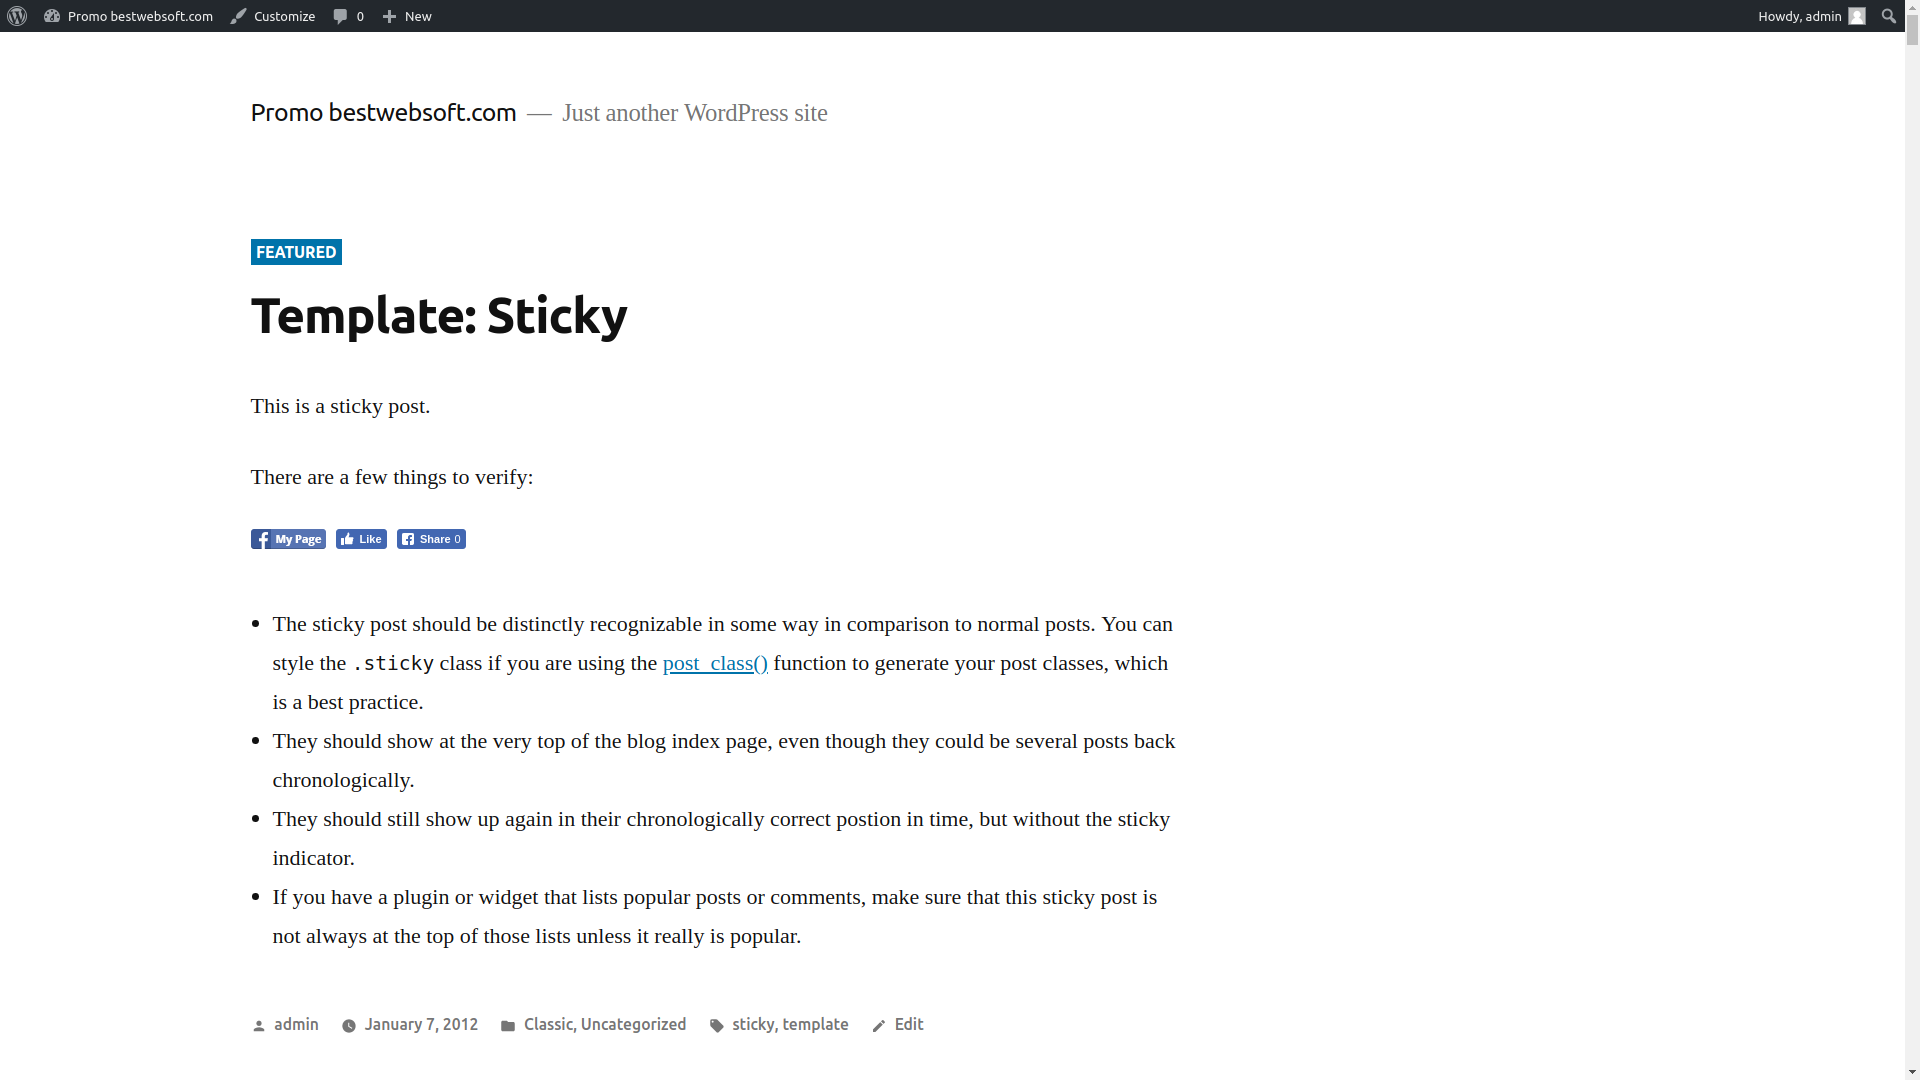 Promo bestwebsoft.com Customize 0 New Howdy, admin
Promo bestwebsoft.com — Just another WordPress site
FEATURED
Template: Sticky
This is a sticky post.
There are a few things to verify:
My Page Like Share 0
The sticky post should be distinctly recognizable in some way in comparison to normal posts. You can
style the .sticky class if you are using the post_class() function to generate your post classes, which
is a best practice.
They should show at the very top of the blog index page, even though they could be several posts back
chronologically.
They should still show up again in their chronologically correct postion in time, but without the sticky
indicator.
If you have a plugin or widget that lists popular posts or comments, make sure that this sticky post is
not always at the top of those lists unless it really is popular.
admin January 7, 2012 Classic, Uncategorized sticky, template Edit